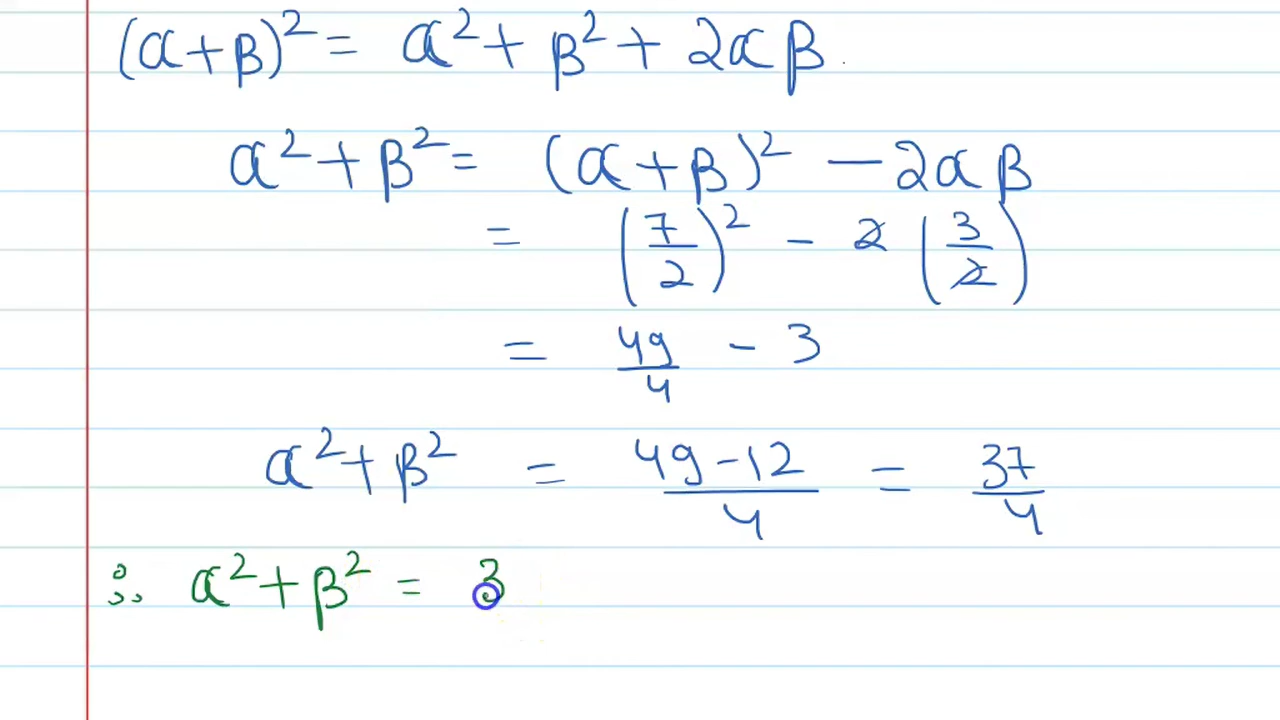 (α+β)² = α² + β² + 2αβ
α² + β² = (α+β)² − 2αβ
= (7/2)² − 2 (3/2)
= 49/4 − 3
α² + β² = 49 − 12/4 = 37/4
∴ α² + β² = 3